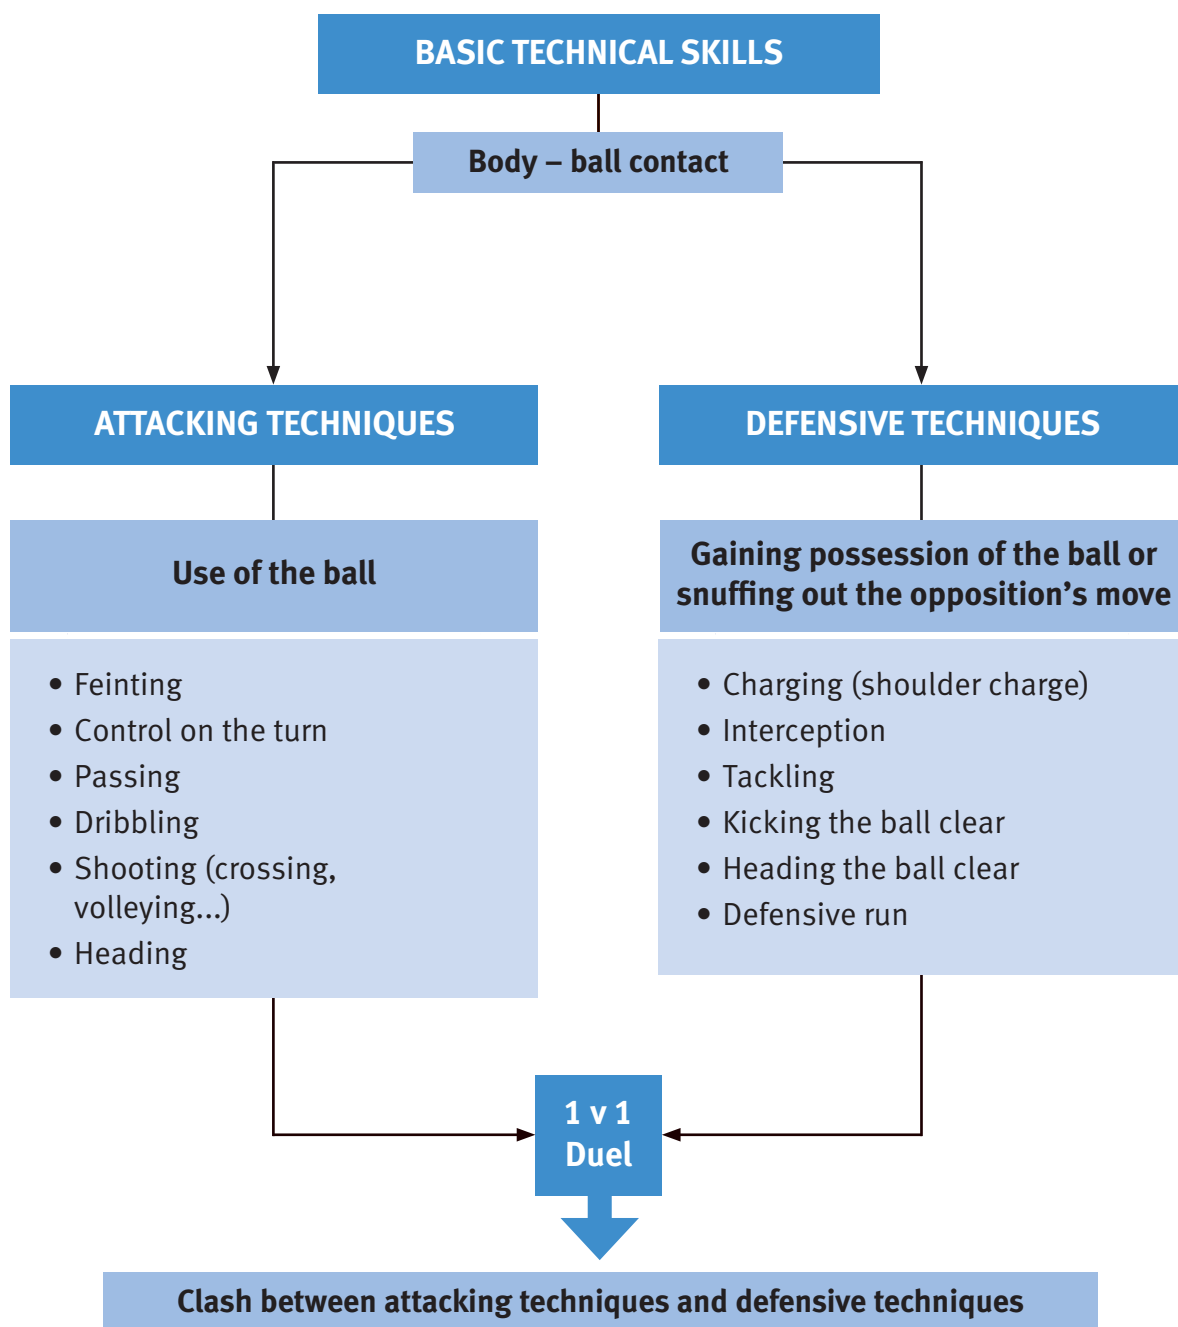 BASIC TECHNICAL SKILLS
Body – ball contact
ATTACKING TECHNIQUES
Use of the ball
• Feinting
• Control on the turn
• Passing
• Dribbling
• Shooting (crossing,
volleying...)
• Heading
DEFENSIVE TECHNIQUES
Gaining possession of the ball or
snuffing out the opposition’s move
• Charging (shoulder charge)
• Interception
• Tackling
• Kicking the ball clear
• Heading the ball clear
• Defensive run
1 v 1
Duel
Clash between attacking techniques and defensive techniques